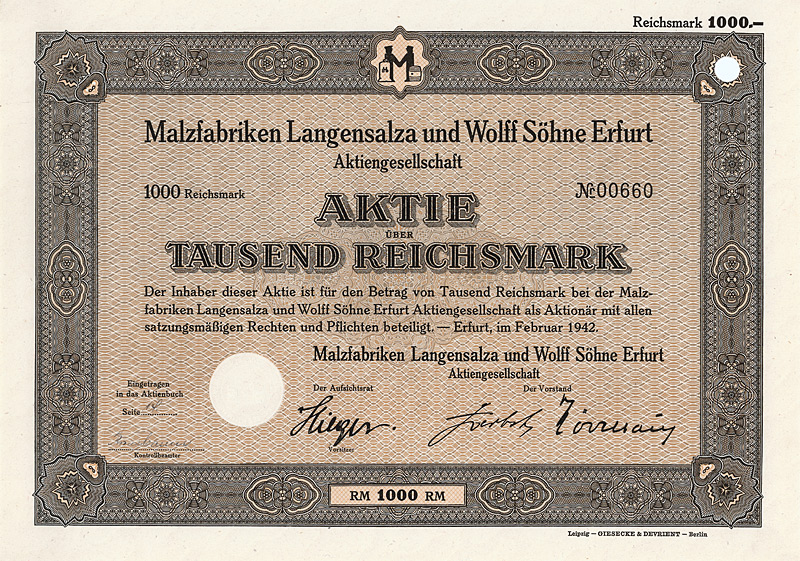 Reichsmark 1000.—
M
Malzfabriken Langensalza und Wolff Söhne Erfurt
Aktiengesellschaft
1000 Reichsmark
№ 00660
AKTIE
ÜBER
TAUSEND REICHSMARK
Der Inhaber dieser Aktie ist für den Betrag von Tausend Reichsmark bei der Malz-
fabriken Langensalza und Wolff Söhne Erfurt Aktiengesellschaft als Aktionär mit allen
satzungsmäßigen Rechten und Pflichten beteiligt. — Erfurt, im Februar 1942.
Malzfabriken Langensalza und Wolff Söhne Erfurt
Aktiengesellschaft
Eingetragen
in das Aktienbuch
Seite
Kontrollbeamter
Der Aufsichtsrat
Vorsitzer
Der Vorstand
RM 1000 RM
Leipzig — GIESECKE & DEVRIENT — Berlin